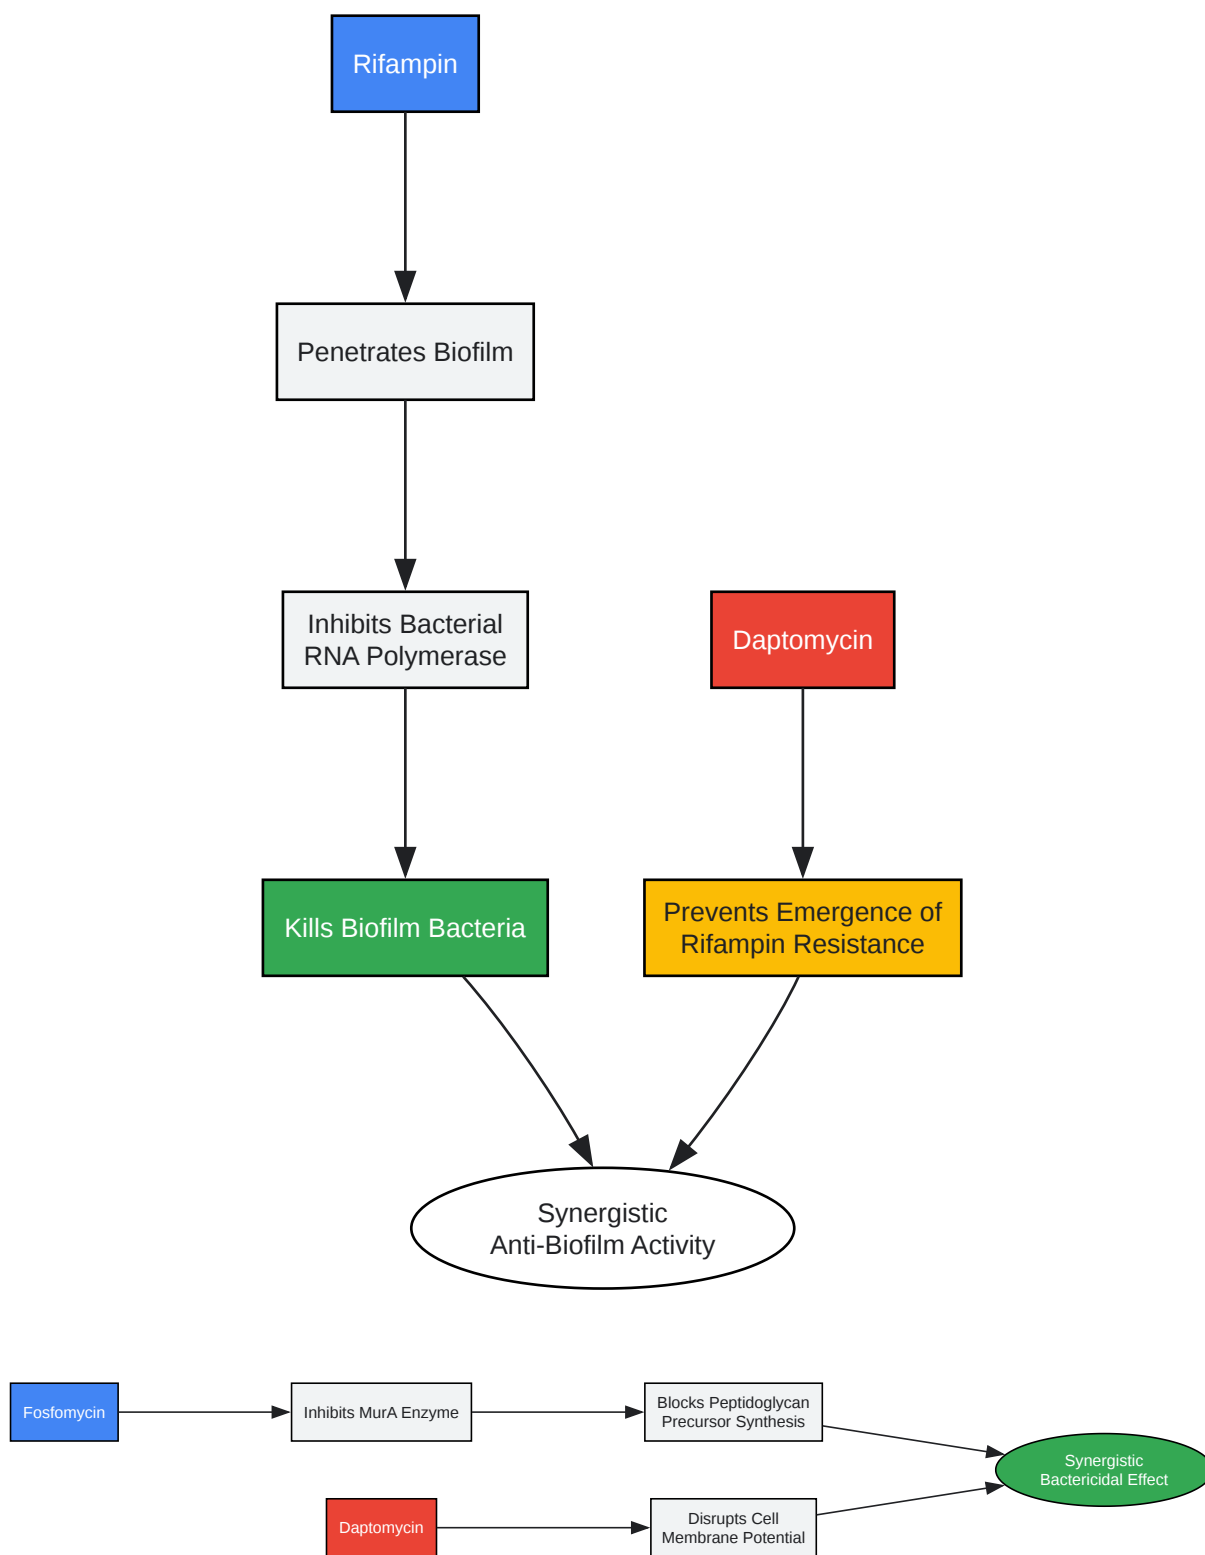 Rifampin
Penetrates Biofilm
Inhibits Bacterial
RNA Polymerase
Daptomycin
Kills Biofilm Bacteria
Prevents Emergence of
Rifampin Resistance
Synergistic
Anti-Biofilm Activity
Fosfomycin
Inhibits MurA Enzyme
Blocks Peptidoglycan
Precursor Synthesis
Synergistic
Bactericidal Effect
Daptomycin
Disrupts Cell
Membrane Potential